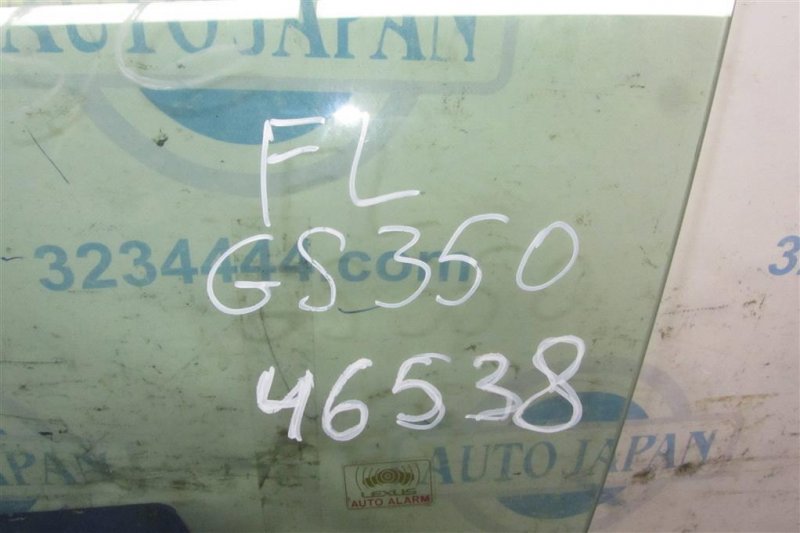 AUTO JAPAN
FL
3234444.com
GS350
46538
AUTO JAPAN
LEXUS
AUTO ALARM